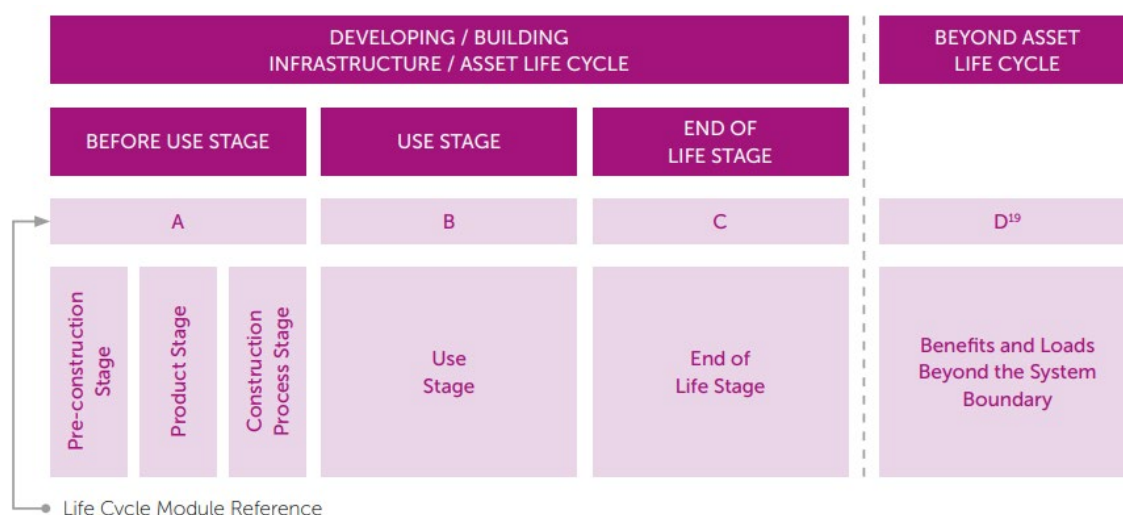 DEVELOPING / BUILDING
INFRASTRUCTURE / ASSET LIFE CYCLE
BEYOND ASSET
LIFE CYCLE
BEFORE USE STAGE
USE STAGE
END OF
LIFE STAGE
A
B
C
D¹⁹
Pre-construction
Stage
Product Stage
Construction
Process Stage
Use
Stage
End of
Life Stage
Benefits and Loads
Beyond the System
Boundary
Life Cycle Module Reference